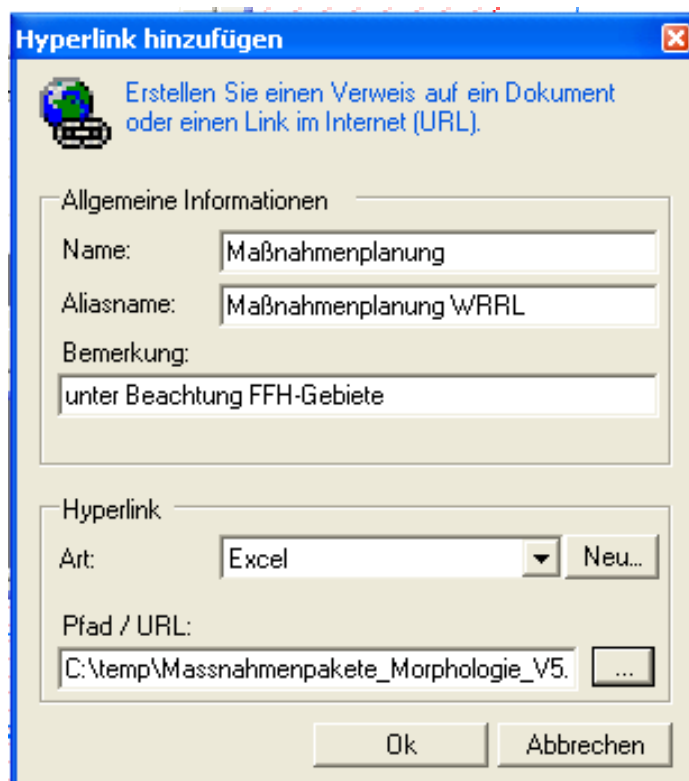 Hyperlink hinzufügen
Erstellen Sie einen Verweis auf ein Dokument
oder einen Link im Internet (URL).
Allgemeine Informationen
Name: Maßnahmenplanung
Aliasname: Maßnahmenplanung WRRL
Bemerkung:
unter Beachtung FFH-Gebiete
Hyperlink
Art: Excel Neu...
Pfad / URL:
C:\temp\Massnahmenpakete_Morphologie_V5. ...
Ok Abbrechen